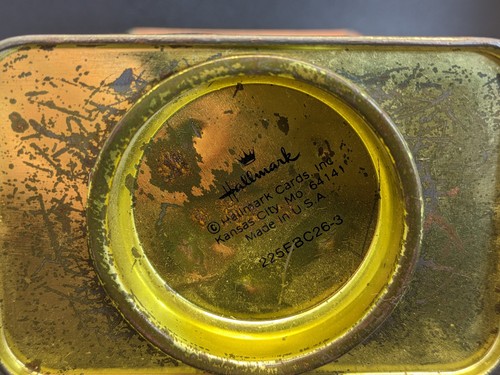 Hallmark
© Hallmark Cards, Inc
Kansas City, Mo. 64141
Made in U.S.A
225FBC26-3